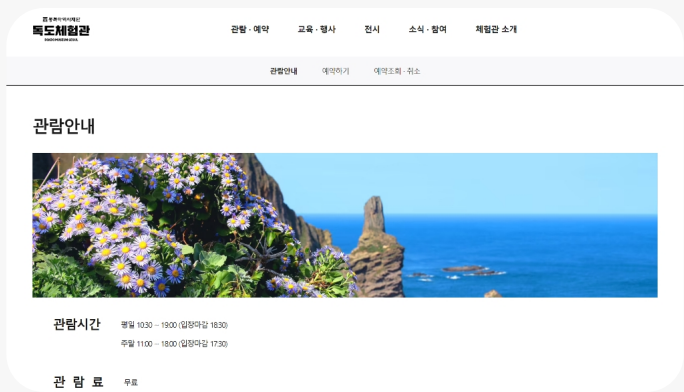 동북아역사재단
독도체험관
DOKDO MUSEUM SEOUL
관람 · 예약 교육 · 행사 전시 소식 · 참여 체험관 소개
관람안내 예약하기 예약조회 · 취소
관람안내
관람시간 평일 10:30 ~ 19:00 (입장마감 18:30)
주말 11:00 ~ 18:00 (입장마감 17:30)
관 람 료 무료